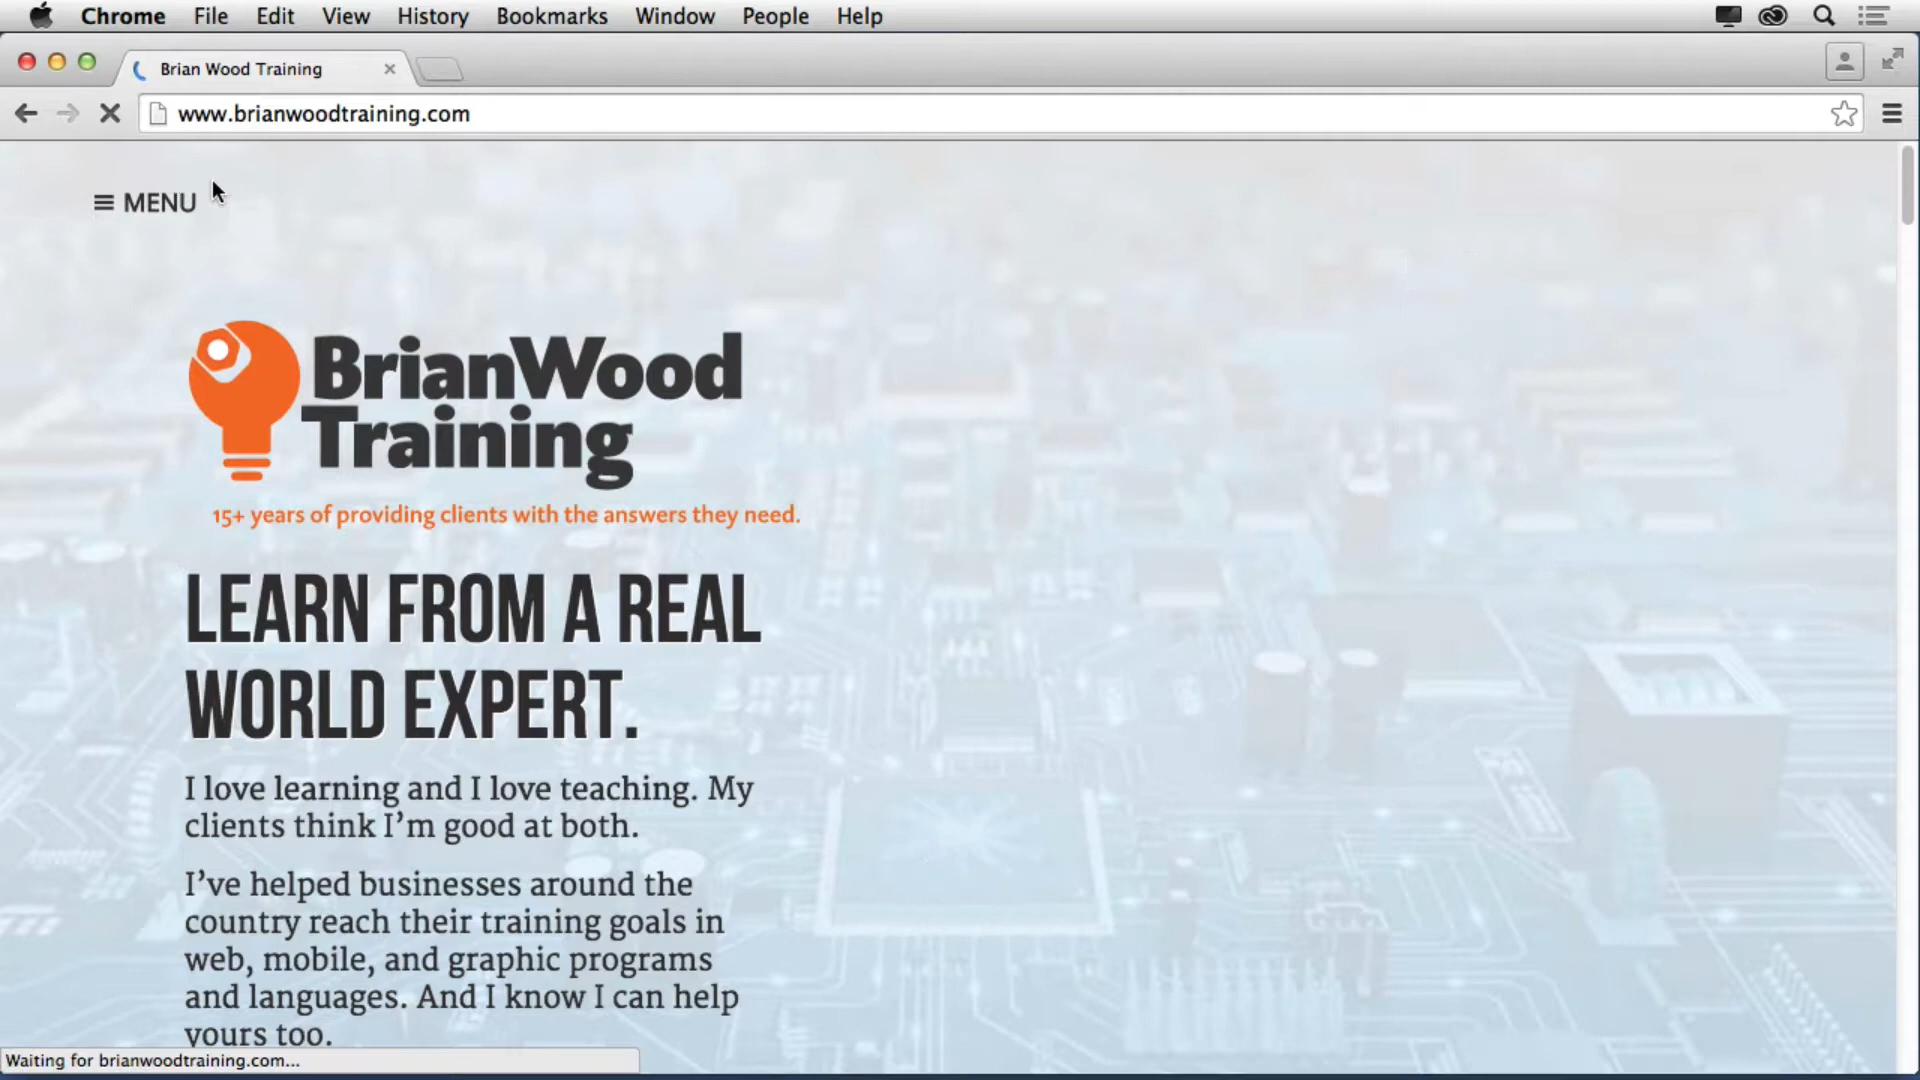 Chrome File Edit View History Bookmarks Window People Help
Brian Wood Training
www.brianwoodtraining.com
MENU
BrianWood
Training
15+ years of providing clients with the answers they need.
LEARN FROM A REAL
WORLD EXPERT.
I love learning and I love teaching. My
clients think I’m good at both.
I’ve helped businesses around the
country reach their training goals in
web, mobile, and graphic programs
and languages. And I know I can help
yours too.
Waiting for brianwoodtraining.com...